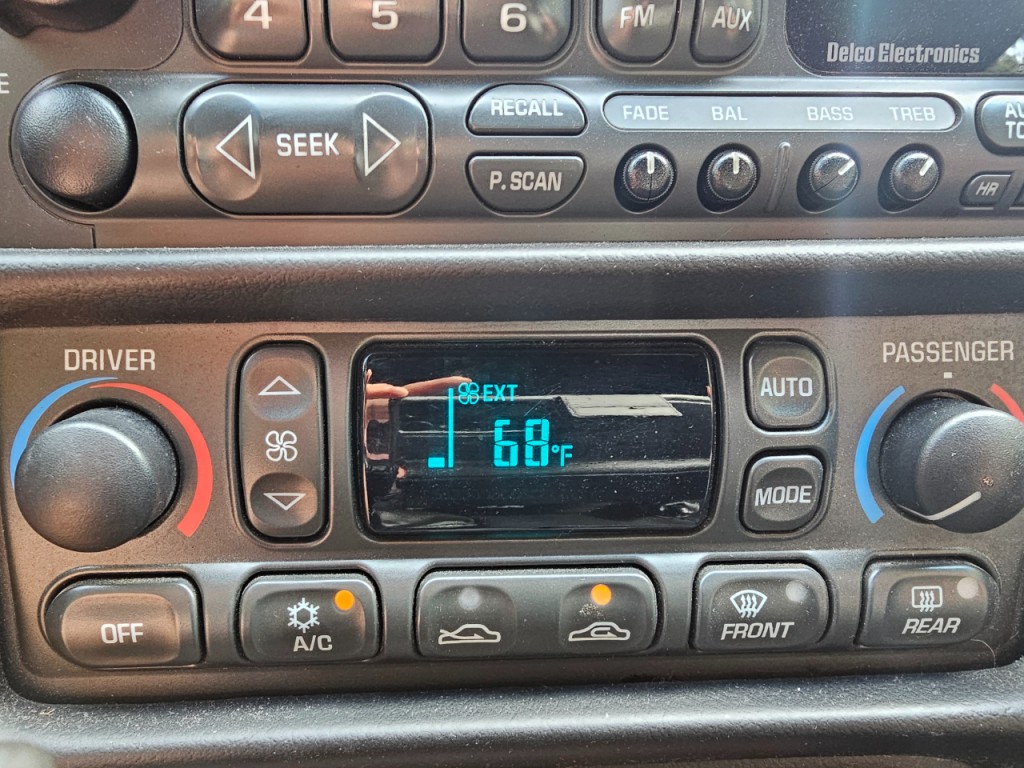 4 5 6 FM AUX
Delco Electronics
SEEK
RECALL
P.SCAN
FADE BAL BASS TREB
HR
DRIVER
EXT
68°F
AUTO
MODE
PASSENGER
OFF
A/C
FRONT
REAR